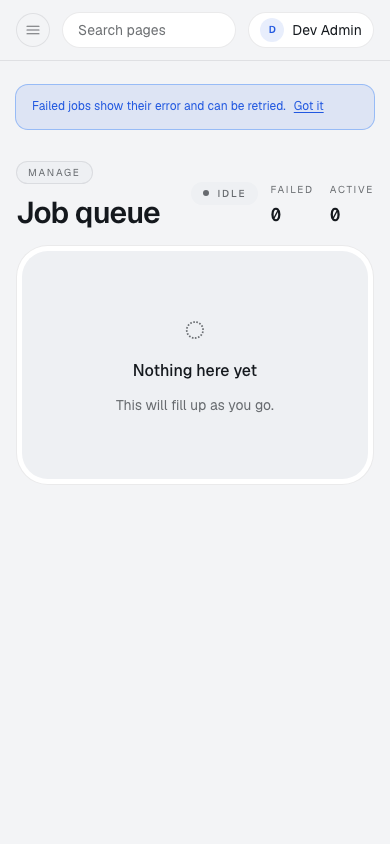 Search pages
D
Dev Admin
Failed jobs show their error and can be retried. Got it
MANAGE
Job queue
IDLE
FAILED
0
ACTIVE
0
Nothing here yet
This will fill up as you go.